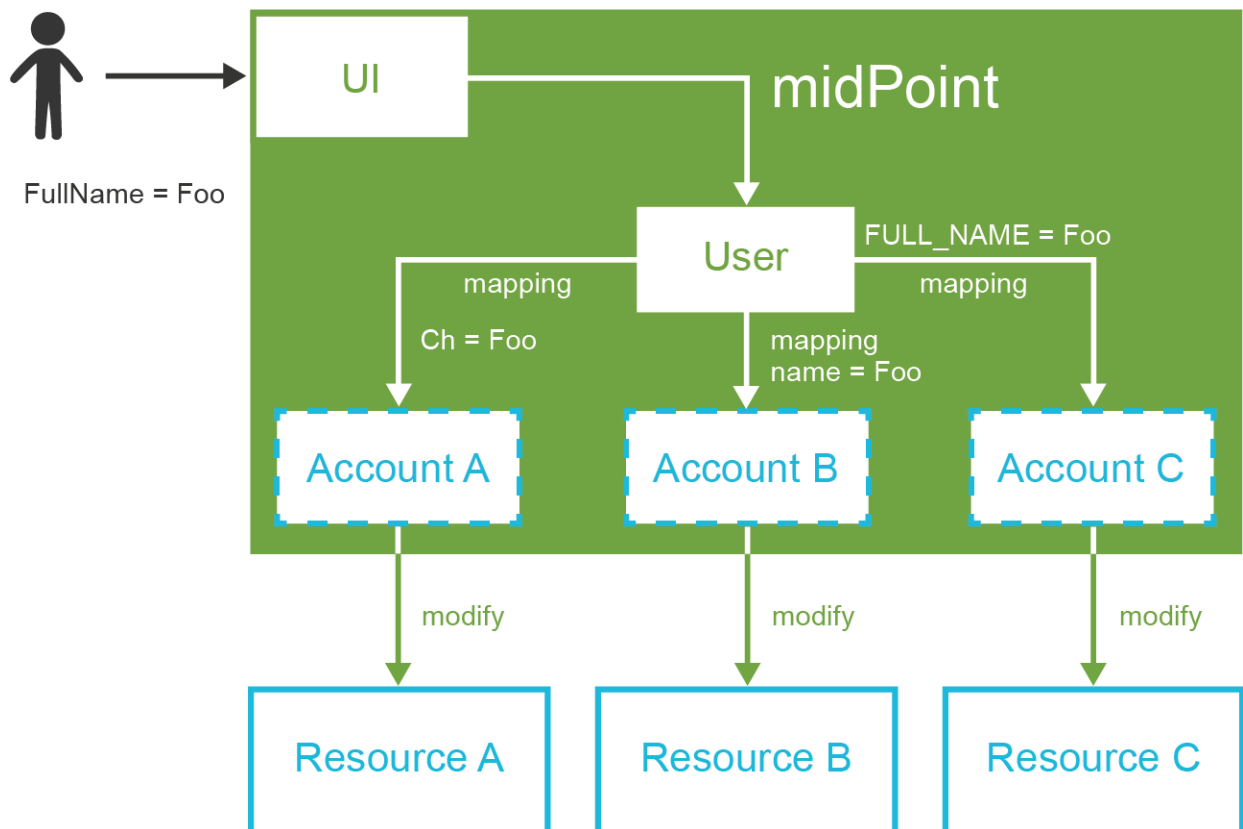 UI
midPoint
FullName = Foo
User
FULL_NAME = Foo
mapping
mapping
Ch = Foo
mapping
name = Foo
Account A
Account B
Account C
modify
modify
modify
Resource A
Resource B
Resource C